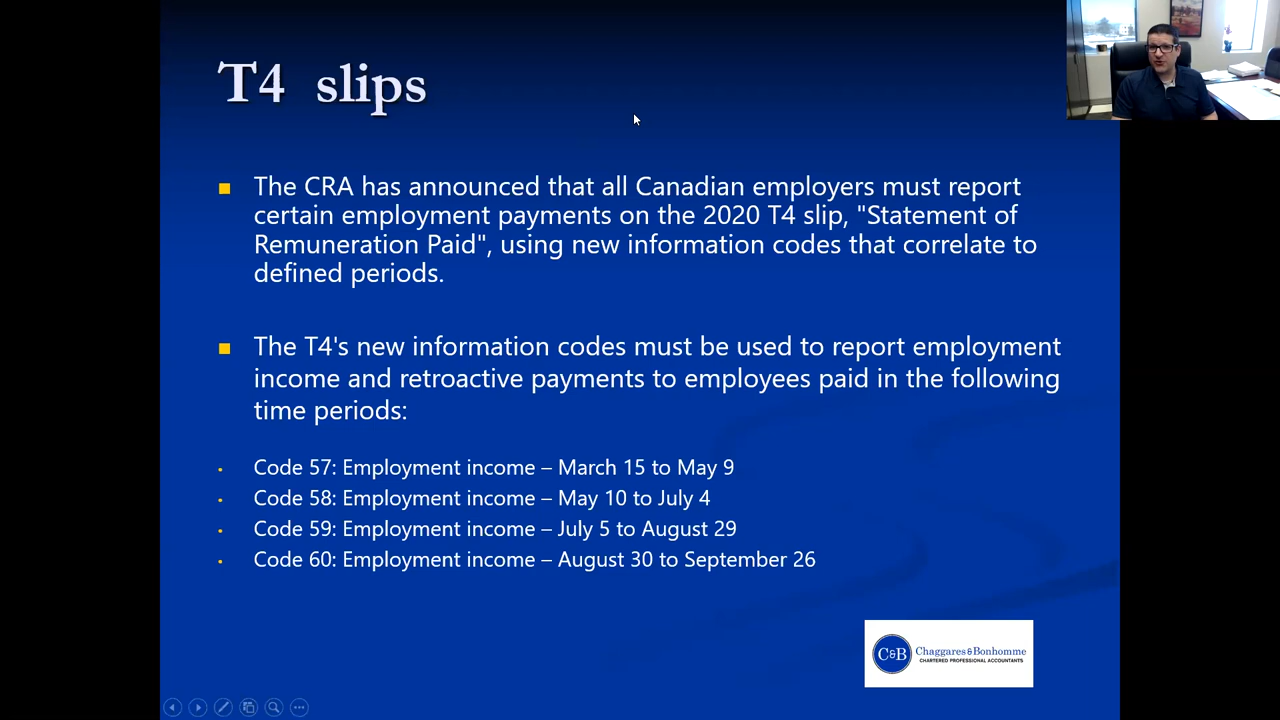 T4 slips
The CRA has announced that all Canadian employers must report
certain employment payments on the 2020 T4 slip, "Statement of
Remuneration Paid", using new information codes that correlate to
defined periods.
The T4's new information codes must be used to report employment
income and retroactive payments to employees paid in the following
time periods:
Code 57: Employment income – March 15 to May 9
Code 58: Employment income – May 10 to July 4
Code 59: Employment income – July 5 to August 29
Code 60: Employment income – August 30 to September 26
C&B
Chaggares & Bonhomme
CHARTERED PROFESSIONAL ACCOUNTANTS